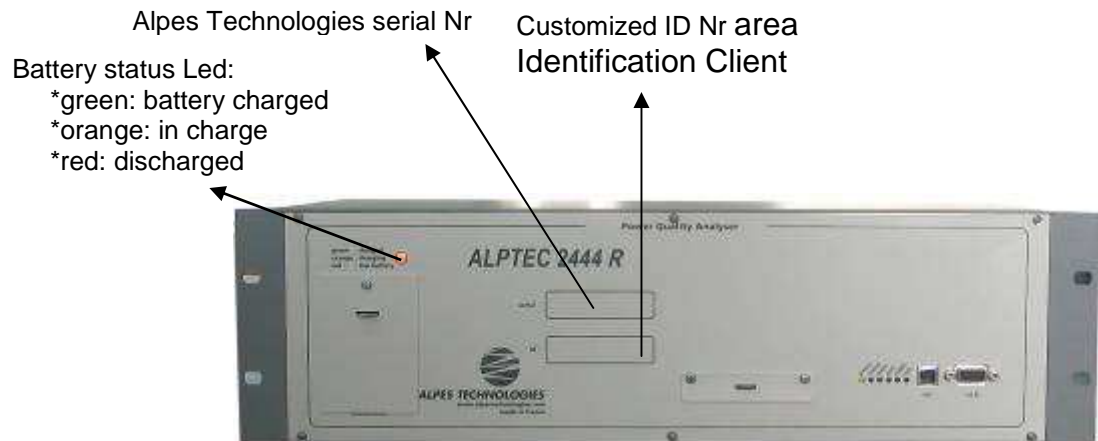 Alpes Technologies serial Nr
Customized ID Nr area
Identification Client
Battery status Led:
*green: battery charged
*orange: in charge
*red: discharged
Power Quality Analyser
ALPTEC 2444 R
ALPES TECHNOLOGIES